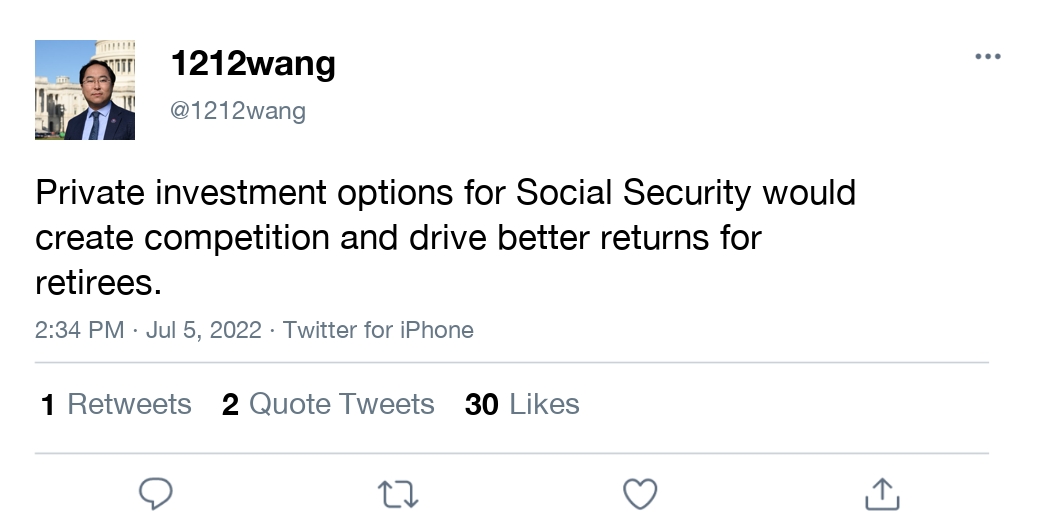 1212wang
@1212wang
Private investment options for Social Security would
create competition and drive better returns for
retirees.
2:34 PM · Jul 5, 2022 · Twitter for iPhone
1 Retweets 2 Quote Tweets 30 Likes